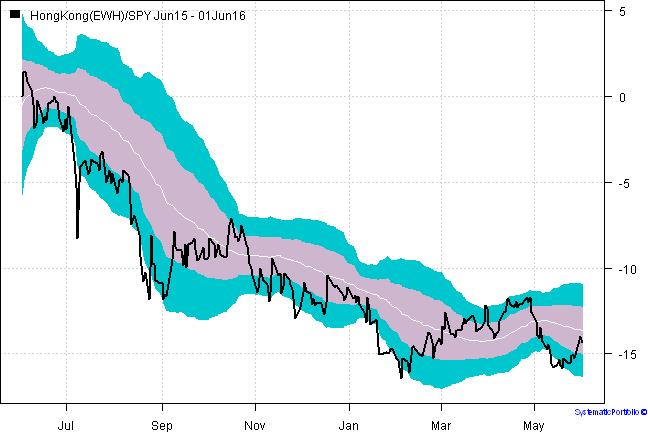 HongKong(EWH)/SPY Jun15 - 01Jun16
5
0
-5
-10
-15
Jul Sep Nov Jan Mar May
SystematicPortfolio ©